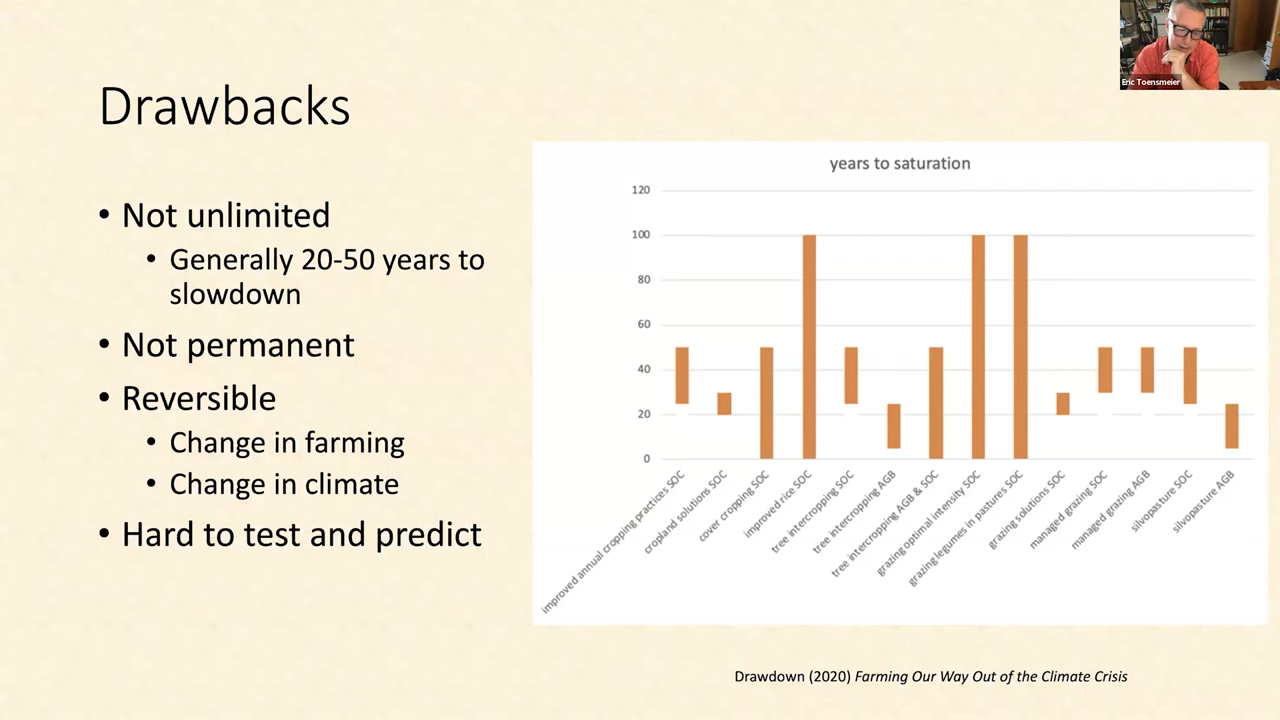 Eric Toensmeier
Drawbacks
• Not unlimited
• Generally 20-50 years to
slowdown
• Not permanent
• Reversible
• Change in farming
• Change in climate
• Hard to test and predict
years to saturation
120
100
80
60
40
20
0
improved annual cropping practices SOC
cropland solutions SOC
cover cropping SOC
improved rice SOC
tree intercropping SOC
tree intercropping AGB
tree intercropping AGB & SOC
grazing optimal intensity SOC
grazing legumes in pastures SOC
grazing solutions SOC
managed grazing SOC
managed grazing AGB
silvopasture SOC
silvopasture AGB
Drawdown (2020) Farming Our Way Out of the Climate Crisis